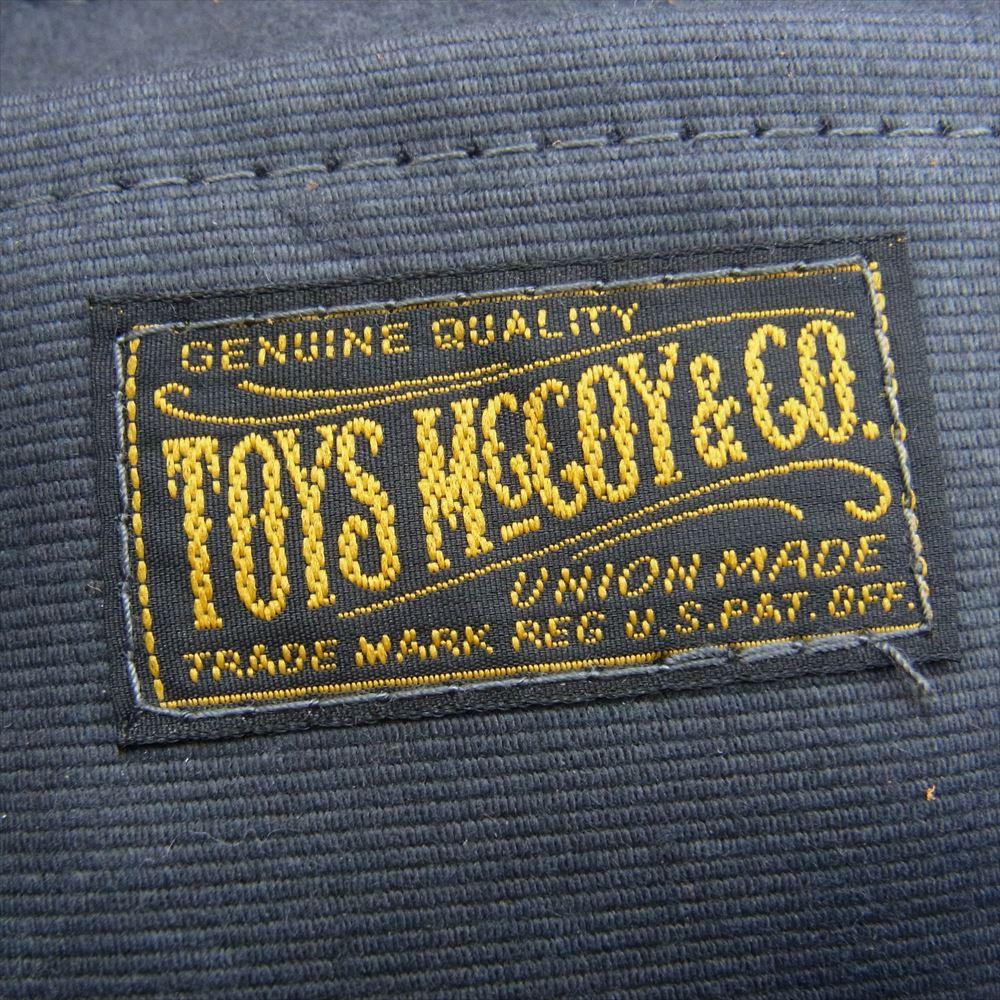 GENUINE QUALITY
TOYS McCOY & CO.
UNION MADE
TRADE MARK REG U.S.PAT.OFF.